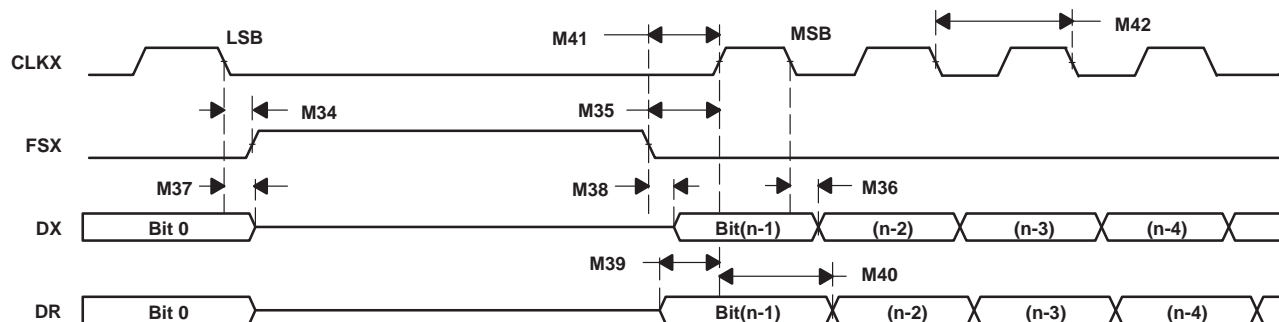 LSB
M41
MSB
M42
CLKX
M34
M35
FSX
M37
M38
M36
DX
Bit 0
Bit(n-1)
(n-2)
(n-3)
(n-4)
M39
M40
DR
Bit 0
Bit(n-1)
(n-2)
(n-3)
(n-4)